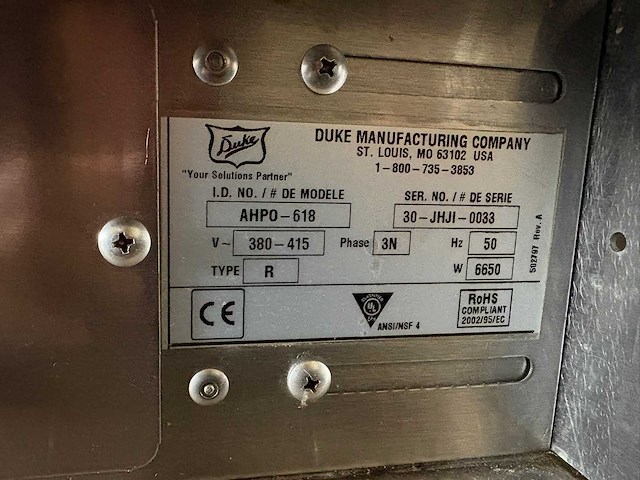 Duke
DUKE MANUFACTURING COMPANY
ST. LOUIS, MO 63102 USA
1-800-735-3853
"Your Solutions Partner"
I.D. NO. / # DE MODELE
SER. NO. / # DE SERIE
AHPO-618
30-JHJI-0033
V~ 380-415 Phase 3N Hz 50
TYPE R W 6650
502797 Rev. A
CE
UL
ANSI/NSF 4
RoHS
COMPLIANT
2002/95/EC